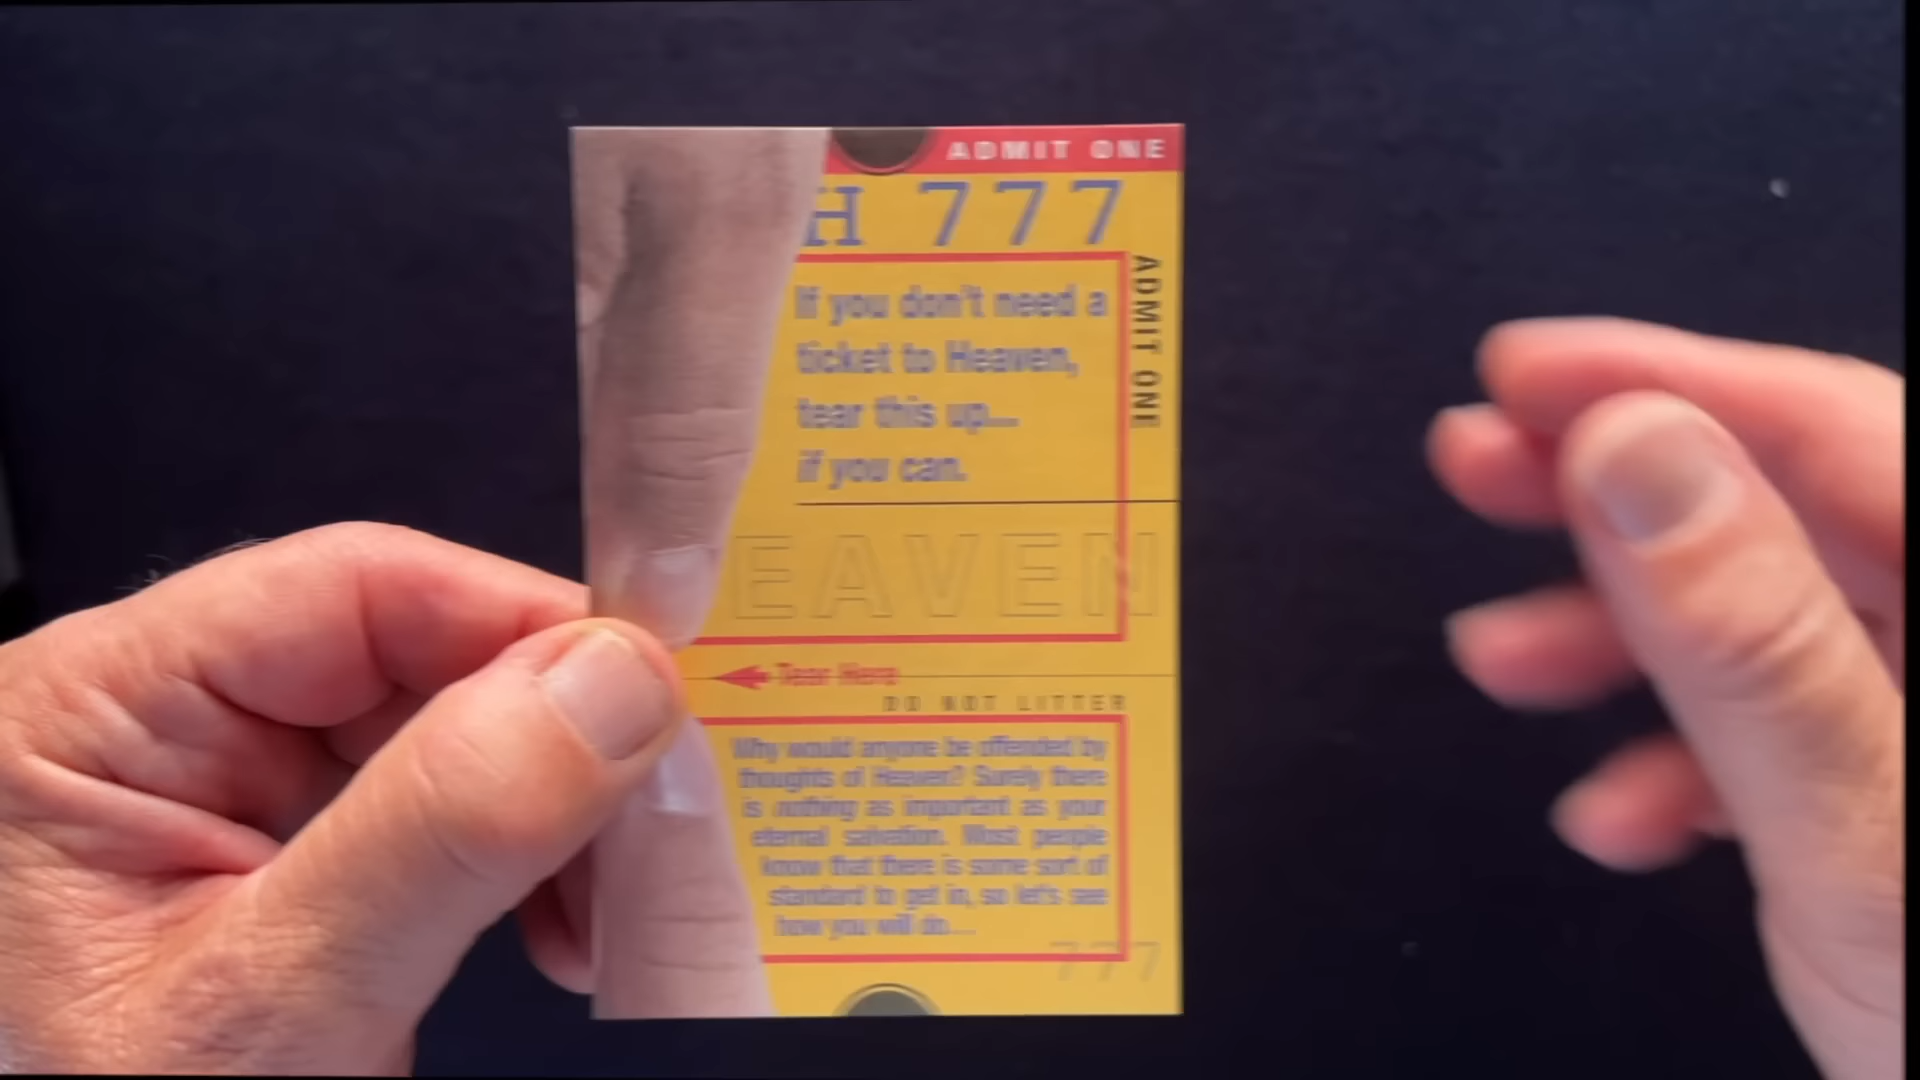 ADMIT ONE
H 777
ADMIT ONE
If you don't need a
ticket to Heaven,
tear this up...
if you can.
EAVEN
Tear Here
DO NOT LITTER
Why would anyone be offended by
thoughts of Heaven? Surely there
is nothing as important as your
eternal salvation. Most people
know that there is some sort of
standard to get in, so let's see
how you will do...
777